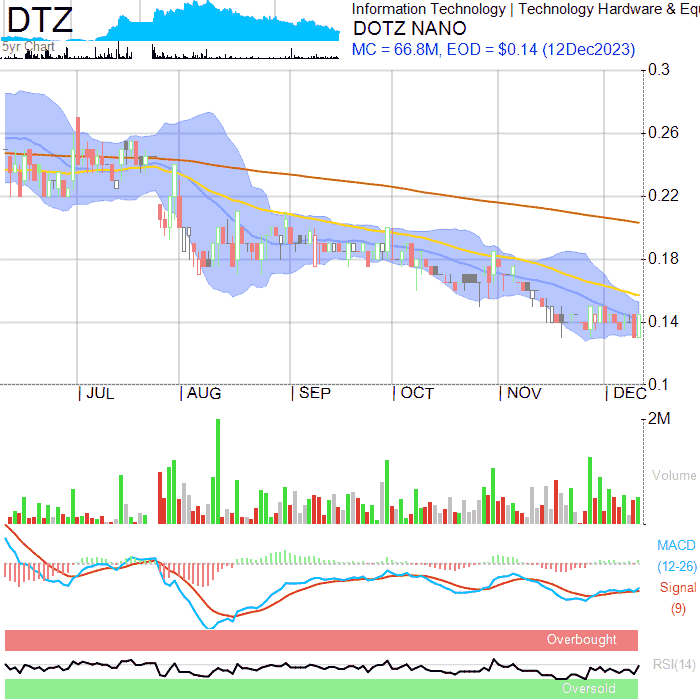 DTZ
Information Technology | Technology Hardware & Equ
DOTZ NANO
5yr Chart
MC = 66.8M, EOD = $0.14 (12Dec2023)
0.3
0.26
0.22
0.18
0.14
0.1
| JUL | AUG | SEP | OCT | NOV | DEC
2M
Volume
MACD
(12-26)
Signal
(9)
Overbought
RSI(14)
Oversold